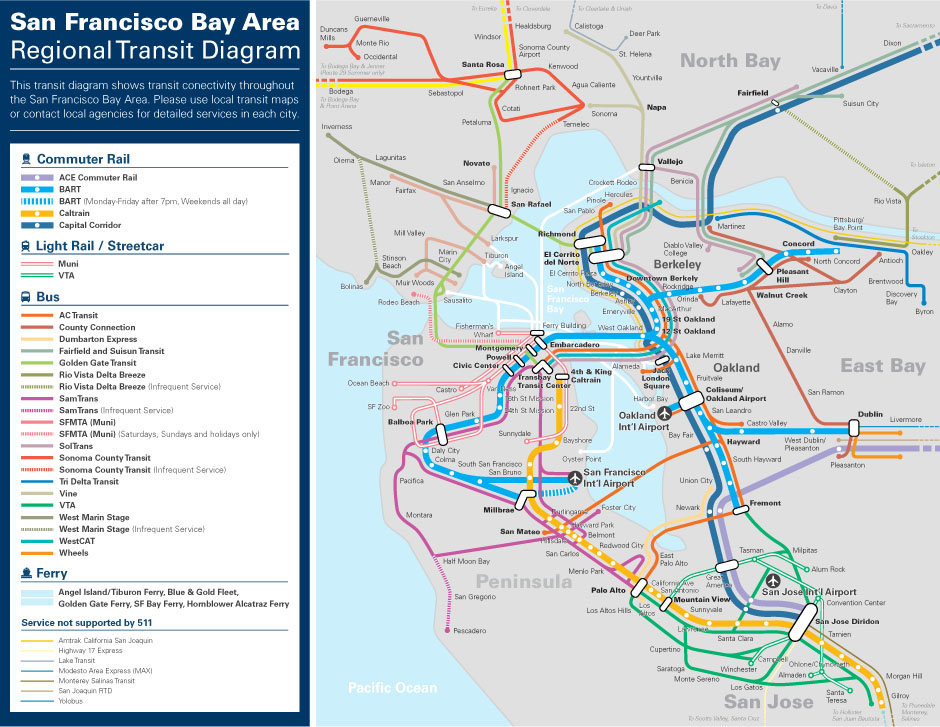 San Francisco Bay Area
Regional Transit Diagram
This transit diagram shows transit conectivity throughout
the San Francisco Bay Area. Please use local transit maps
or contact local agencies for detailed services in each city.
Commuter Rail
ACE Commuter Rail
BART
BART (Monday-Friday after 7pm, Weekends all day)
Caltrain
Capital Corridor
Light Rail / Streetcar
Muni
VTA
Bus
AC Transit
County Connection
Dumbarton Express
Fairfield and Suisun Transit
Golden Gate Transit
Rio Vista Delta Breeze
Rio Vista Delta Breeze (Infrequent Service)
SamTrans
SamTrans (Infrequent Service)
SFMTA (Muni)
SFMTA (Muni) (Saturdays, Sundays and holidays only)
SolTrans
Sonoma County Transit
Sonoma County Transit (Infrequent Service)
Tri Delta Transit
Vine
VTA
West Marin Stage
West Marin Stage (Infrequent Service)
WestCAT
Wheels
Ferry
Angel Island/Tiburon Ferry, Blue & Gold Fleet,
Golden Gate Ferry, SF Bay Ferry, Hornblower Alcatraz Ferry
Service not supported by 511
Amtrak California San Joaquin
Highway 17 Express
Lake Transit
Modesto Area Express (MAX)
Monterey Salinas Transit
San Joaquin RTD
Yolobus
To Eureka
To Cloverdale
To Clearlake & Ukiah
To Davis
To Sacramento
Guerneville
Duncans
Mills
Monte Rio
Occidental
Windsor
Healdsburg
Sonoma County
Airport
Calistoga
Deer Park
St. Helena
Santa Rosa
Kenwood
Rohnert Park
Agua Caliente
Yountville
North Bay
Vacaville
Dixon
To Bodega Bay & Jenner
(Route 29 Summer only)
Bodega
To Bodega Bay
& Point Arena
Sebastopol
Cotati
Petaluma
Temelec
Sonoma
Napa
Fairfield
Suisun City
Inverness
Olema
Lagunitas
Manor
Fairfax
Novato
San Anselmo
Ignacio
San Rafael
Vallejo
Crockett Rodeo
Hercules
Pinole
San Pablo
Benicia
Richmond
El Cerrito
del Norte
El Cerrito Plaza
North Berkeley
Berkeley
Downtown Berkely
Berkeley
Ashby
Emeryville
MacArthur
Rockridge
Orinda
Lafayette
Walnut Creek
Pleasant
Hill
Diablo Valley
College
Martinez
Concord
North Concord
Clayton
Pittsburg/
Bay Point
Antioch
Oakley
Brentwood
Discovery
Bay
Byron
Rio Vista
To Isleton
To Stockton
Mill Valley
Larkspur
Tiburon
Marin
City
Angel
Island
Stinson
Beach
Bolinas
Muir Woods
Rodeo Beach
Sausalito
San
Francisco
Bay
San
Francisco
Fisherman's
Wharf
Ferry Building
Embarcadero
Montgomery
Powell
Civic Center
Transbay
Transit Center
4th & King
Caltrain
Van Ness
16th St Mission
24th St Mission
22nd St
Ocean Beach
SF Zoo
Castro
Glen Park
Balboa Park
Sunnydale
Bayshore
Oyster Point
Daly City
Colma
South San Francisco
San Bruno
San Francisco
Int'l Airport
West Oakland
19 St Oakland
12 St Oakland
Alameda
Jack
London
Square
Lake Merritt
Oakland
Fruitvale
Harbor Bay
Coliseum/
Oakland Airport
Oakland
Int'l Airport
San Leandro
Bay Fair
Castro Valley
Hayward
South Hayward
Union City
Newark
Fremont
Alamo
Danville
San Ramon
East Bay
Dublin
West Dublin/
Pleasanton
Pleasanton
Livermore
Pacifica
Montara
Half Moon Bay
San Gregorio
Pescadero
Peninsula
Millbrae
Burlingame
San Mateo
Foster City
Hayward Park
Hillsdale
Belmont
San Carlos
Redwood City
Menlo Park
East
Palo Alto
Palo Alto
California Ave
San Antonio
Los Altos Hills
Los
Altos
Mountain View
Sunnyvale
Lawrence
Great
America
Santa Clara
Tasman
Milpitas
Alum Rock
San Jose Int'l Airport
Convention Center
San Jose Diridon
Tamien
Cupertino
Saratoga
Monte Sereno
Los Gatos
Winchester
Campbell
Ohlone/Chynoweth
Almaden
Santa
Teresa
Morgan Hill
Gilroy
San Jose
Pacific Ocean
To Scotts Valley, Santa Cruz
To Hollister
San Juan Bautista
To Prunedale
Monterey,
Salinas